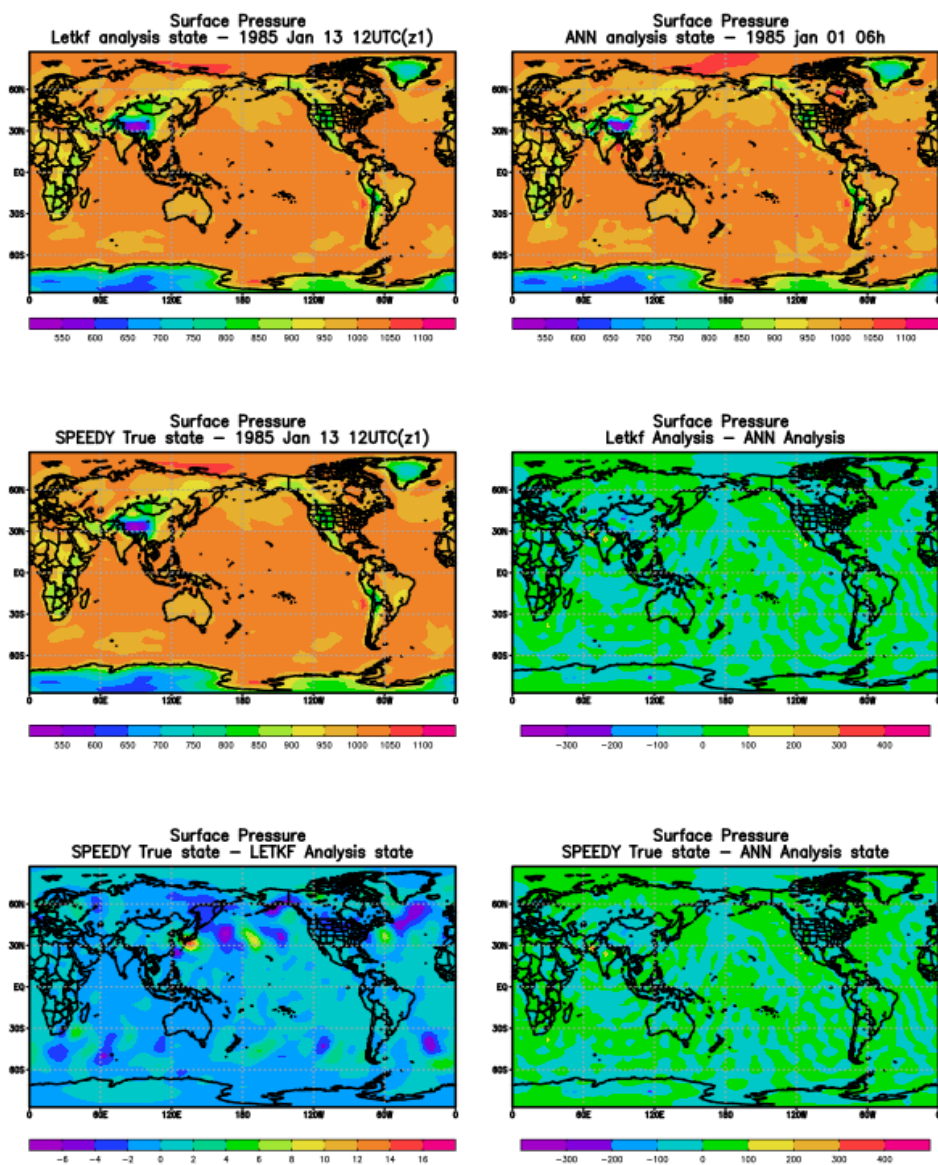 Surface Pressure
Letkf analysis state – 1985 Jan 13 12UTC(z1)
60N
30N
EQ
30S
60S
0 60E 120E 180 120W 60W 0
550 600 650 700 750 800 850 900 950 1000 1050 1100
Surface Pressure
ANN analysis state – 1985 jan 01 06h
60N
30N
EQ
30S
60S
0 60E 120E 180 120W 60W 0
550 600 650 700 750 800 850 900 950 1000 1050 1100
Surface Pressure
SPEEDY True state – 1985 Jan 13 12UTC(z1)
60N
30N
EQ
30S
60S
0 60E 120E 180 120W 60W 0
550 600 650 700 750 800 850 900 950 1000 1050 1100
Surface Pressure
Letkf Analysis – ANN Analysis
60N
30N
EQ
30S
60S
0 60E 120E 180 120W 60W 0
-300 -200 -100 0 100 200 300 400
Surface Pressure
SPEEDY True state – LETKF Analysis state
60N
30N
EQ
30S
60S
0 60E 120E 180 120W 60W 0
-6 -4 -2 0 2 4 6 8 10 12 14 16
Surface Pressure
SPEEDY True state – ANN Analysis state
60N
30N
EQ
30S
60S
0 60E 120E 180 120W 60W 0
-300 -200 -100 0 100 200 300 400